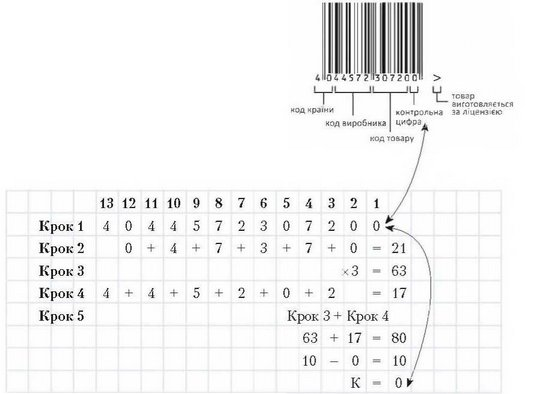 4 044572 307200 >
код країни
код виробника
код товару
контрольна
цифра
товар
виготовляється
за ліцензією
13 12 11 10 9 8 7 6 5 4 3 2 1
Крок 1 4 0 4 4 5 7 2 3 0 7 2 0 0
Крок 2 0 + 4 + 7 + 3 + 7 + 0 = 21
Крок 3 ×3 = 63
Крок 4 4 + 4 + 5 + 2 + 0 + 2 = 17
Крок 5 Крок 3 + Крок 4
63 + 17 = 80
10 − 0 = 10
К = 0